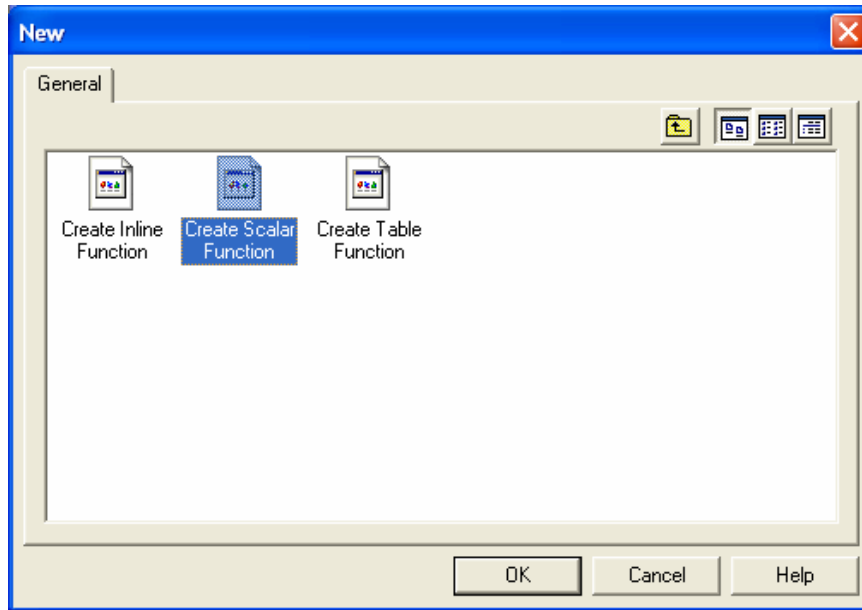 New
General
Create Inline
Function
Create Scalar
Function
Create Table
Function
OK
Cancel
Help